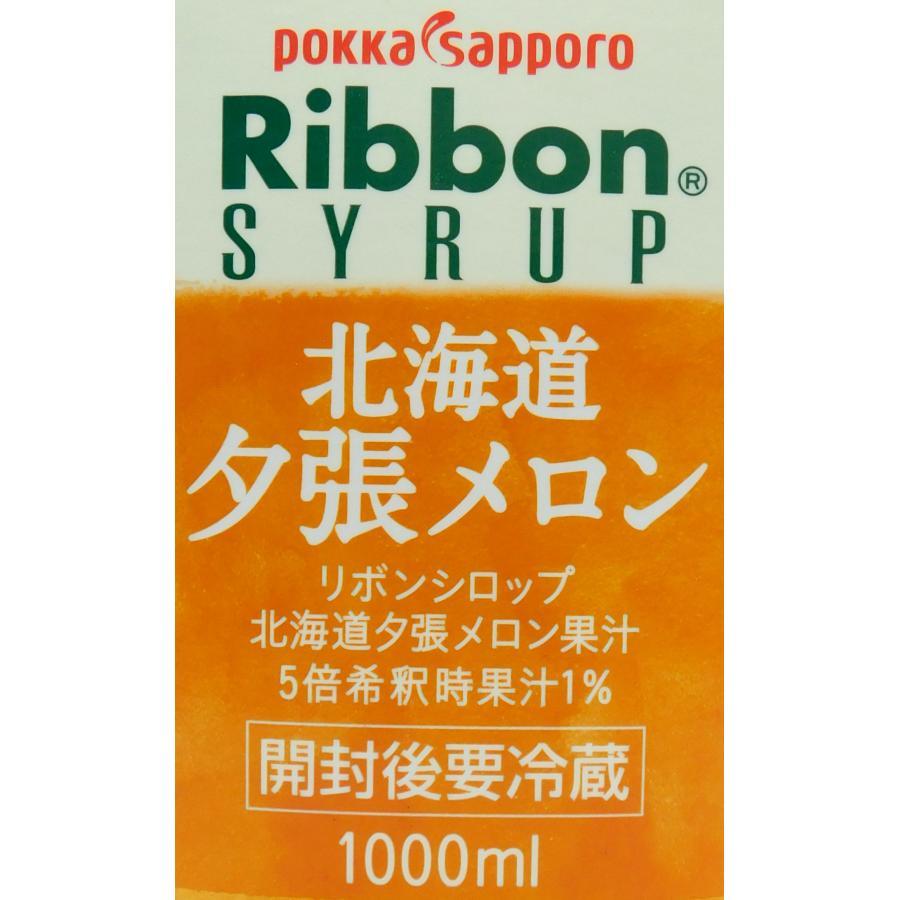 pokka sapporo
Ribbon®
SYRUP
北海道
夕張メロン
リボンシロップ
北海道夕張メロン果汁
5倍希釈時果汁1%
開封後要冷蔵
1000ml